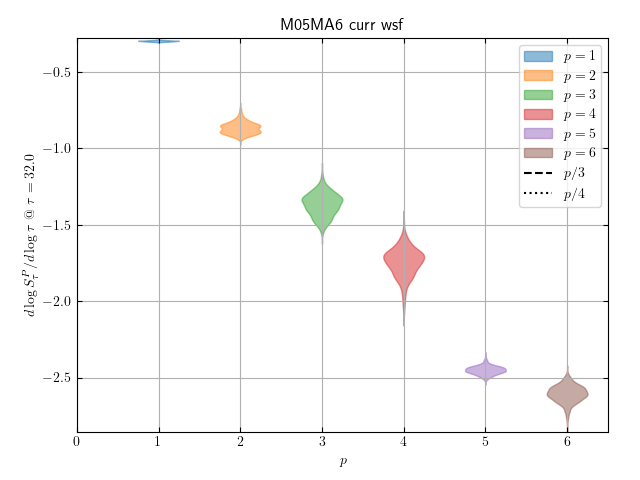 M05MA6 curr wsf
d log S_τ^P / d log τ @ τ = 32.0
−0.5
−1.0
−1.5
−2.0
−2.5
0 1 2 3 4 5 6
p
p = 1
p = 2
p = 3
p = 4
p = 5
p = 6
p/3
p/4